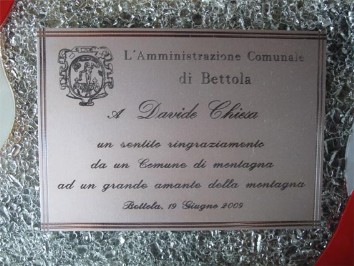 L'Amministrazione Comunale
di Bettola
A Davide Chiesa
un sentito ringraziamento
da un Comune di montagna
ad un grande amante della montagna
Bettola, 19 Giugno 2009